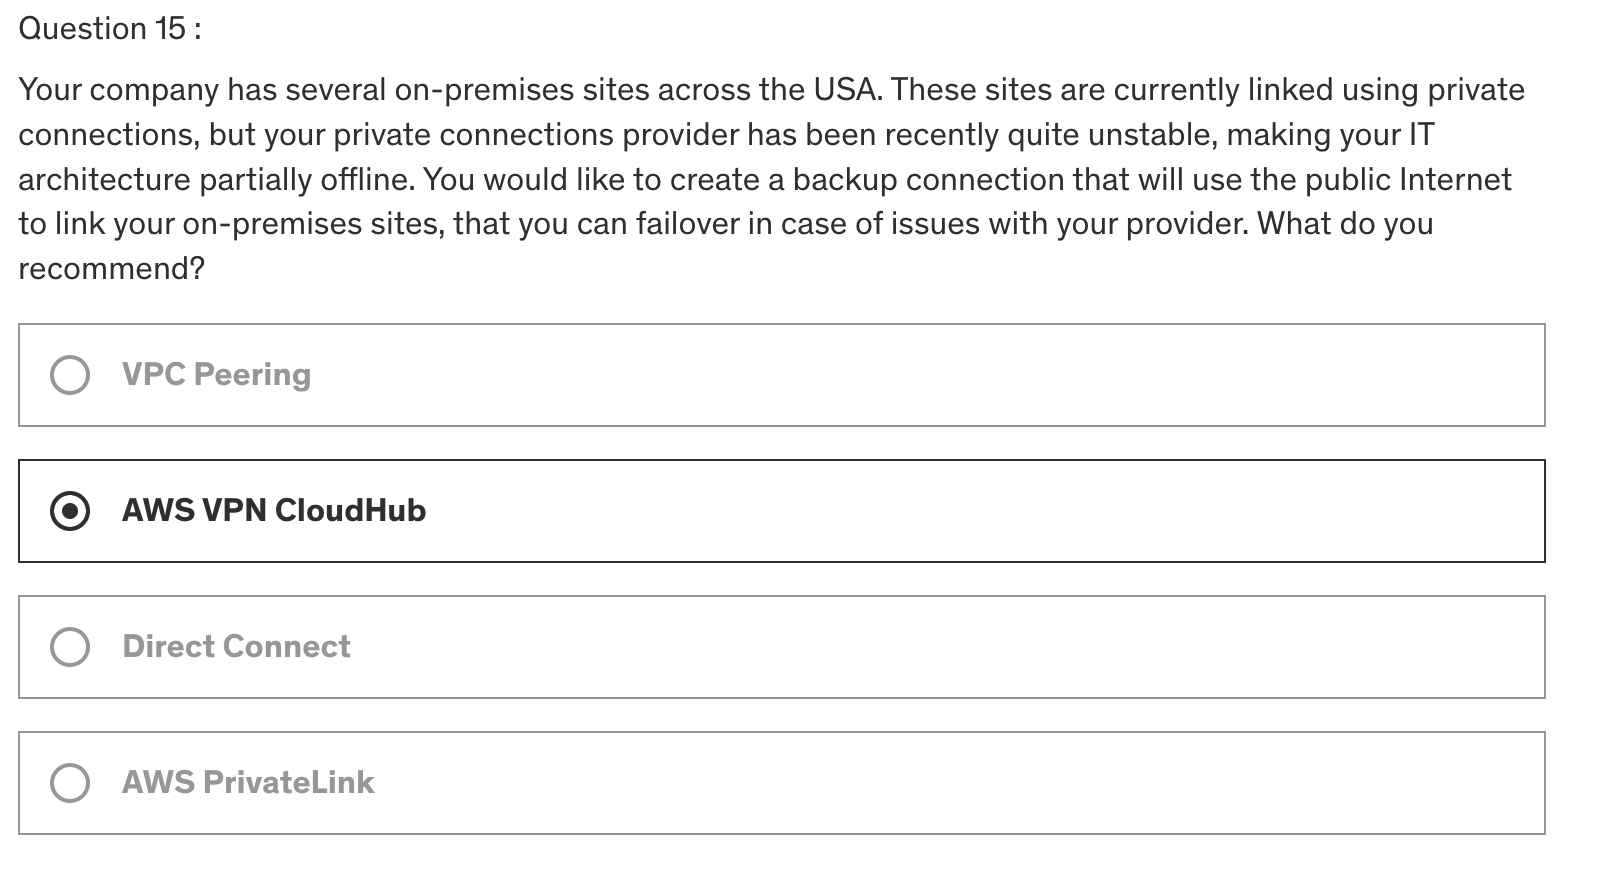 Question 15 :
Your company has several on-premises sites across the USA. These sites are currently linked using private
connections, but your private connections provider has been recently quite unstable, making your IT
architecture partially offline. You would like to create a backup connection that will use the public Internet
to link your on-premises sites, that you can failover in case of issues with your provider. What do you
recommend?
VPC Peering
AWS VPN CloudHub
Direct Connect
AWS PrivateLink